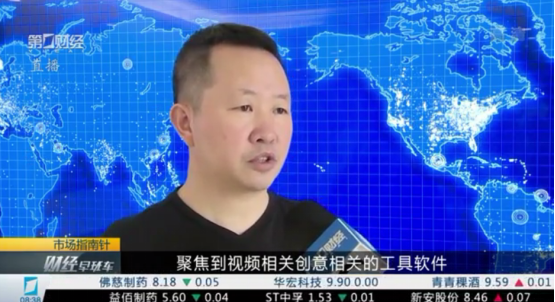 第一财经
直播
市场指南针
财经早班车
聚焦到视频相关创意相关的工具软件
08:38
佛慈制药 8.18 ▼ 0.05 华宏科技 9.90 0.00 青青稞酒 9.59 ▲ 0.01
益佰制药 5.60 ▼ 0.04 ST中孚 1.53 ▼ 0.01 新安股份 8.46 ▲ 0.07